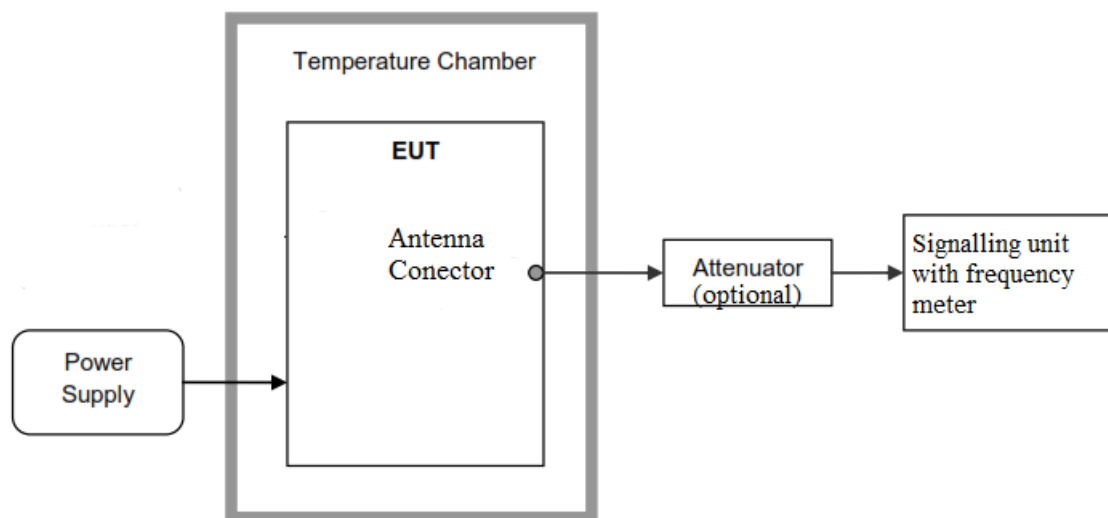 Temperature Chamber
EUT
Antenna
Conector
Attenuator
(optional)
Signalling unit
with frequency
meter
Power
Supply